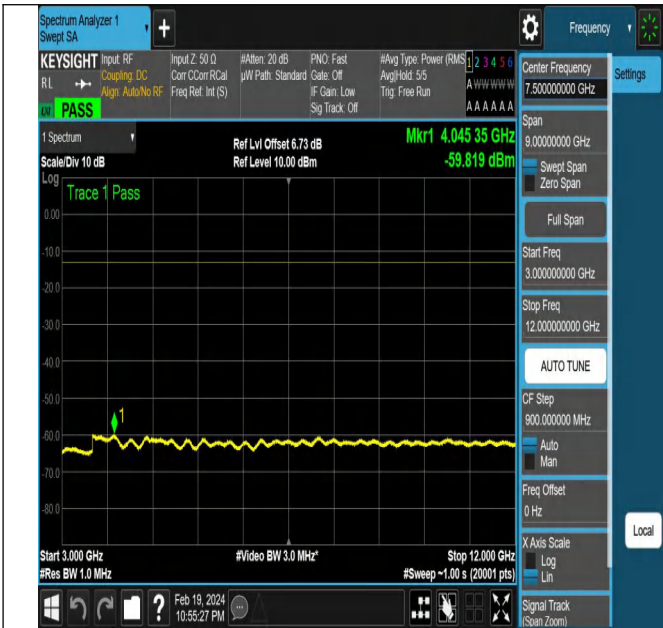 Spectrum Analyzer 1
Swept SA
Frequency
KEYSIGHT
RL
PASS
Input: RF
Coupling: DC
Align: Auto/No RF
Input Z: 50 Ω
Corr CCorr RCal
Freq Ref: Int (S)
#Atten: 20 dB
µW Path: Standard
PNO: Fast
Gate: Off
IF Gain: Low
Sig Track: Off
#Avg Type: Power (RMS
Avg|Hold: 5/5
Trig: Free Run
1 2 3 4 5 6
A W W W W W
A A A A A A
Center Frequency
7.500000000 GHz
Settings
Span
9.00000000 GHz
Swept Span
Zero Span
Full Span
Start Freq
3.000000000 GHz
Stop Freq
12.000000000 GHz
AUTO TUNE
CF Step
900.000000 MHz
Auto
Man
Freq Offset
0 Hz
X Axis Scale
Log
Lin
Signal Track
(Span Zoom)
Local
1 Spectrum
Scale/Div 10 dB
Ref Lvl Offset 6.73 dB
Ref Level 10.00 dBm
Mkr1 4.045 35 GHz
-59.819 dBm
Log
Trace 1 Pass
0.00
-10.0
-20.0
-30.0
-40.0
-50.0
-60.0
-70.0
-80.0
1
Start 3.000 GHz
#Res BW 1.0 MHz
#Video BW 3.0 MHz*
Stop 12.000 GHz
#Sweep ~1.00 s (20001 pts)
?
Feb 19, 2024
10:55:27 PM